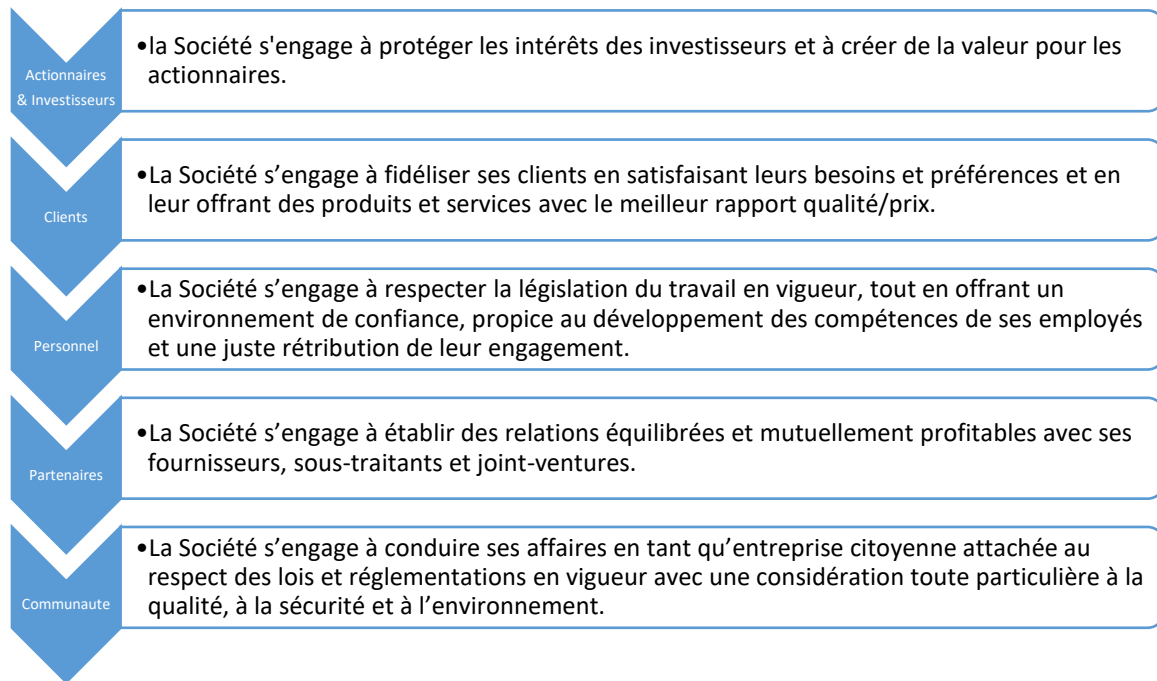 Actionnaires
& Investisseurs
•la Société s'engage à protéger les intérêts des investisseurs et à créer de la valeur pour les
actionnaires.
Clients
•La Société s’engage à fidéliser ses clients en satisfaisant leurs besoins et préférences et en
leur offrant des produits et services avec le meilleur rapport qualité/prix.
Personnel
•La Société s’engage à respecter la législation du travail en vigueur, tout en offrant un
environnement de confiance, propice au développement des compétences de ses employés
et une juste rétribution de leur engagement.
Partenaires
•La Société s’engage à établir des relations équilibrées et mutuellement profitables avec ses
fournisseurs, sous-traitants et joint-ventures.
Communaute
•La Société s’engage à conduire ses affaires en tant qu’entreprise citoyenne attachée au
respect des lois et réglementations en vigueur avec une considération toute particulière à la
qualité, à la sécurité et à l’environnement.